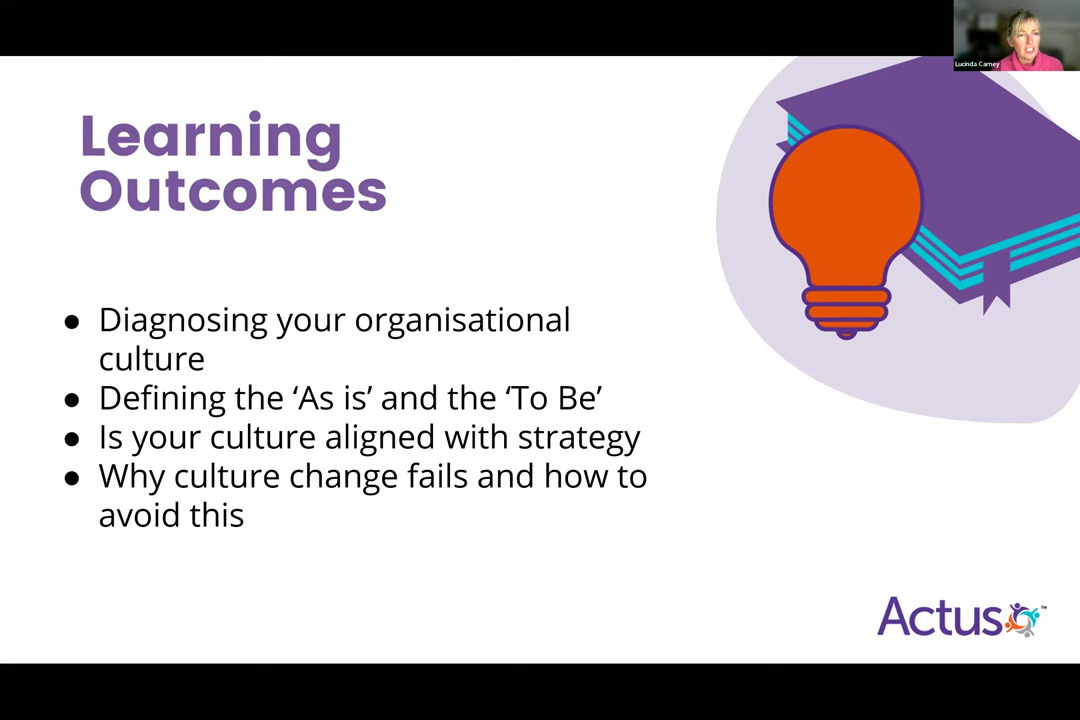 Lucinda Carney
Learning
Outcomes
● Diagnosing your organisational
culture
● Defining the ‘As is’ and the ‘To Be’
● Is your culture aligned with strategy
● Why culture change fails and how to
avoid this
Actus™